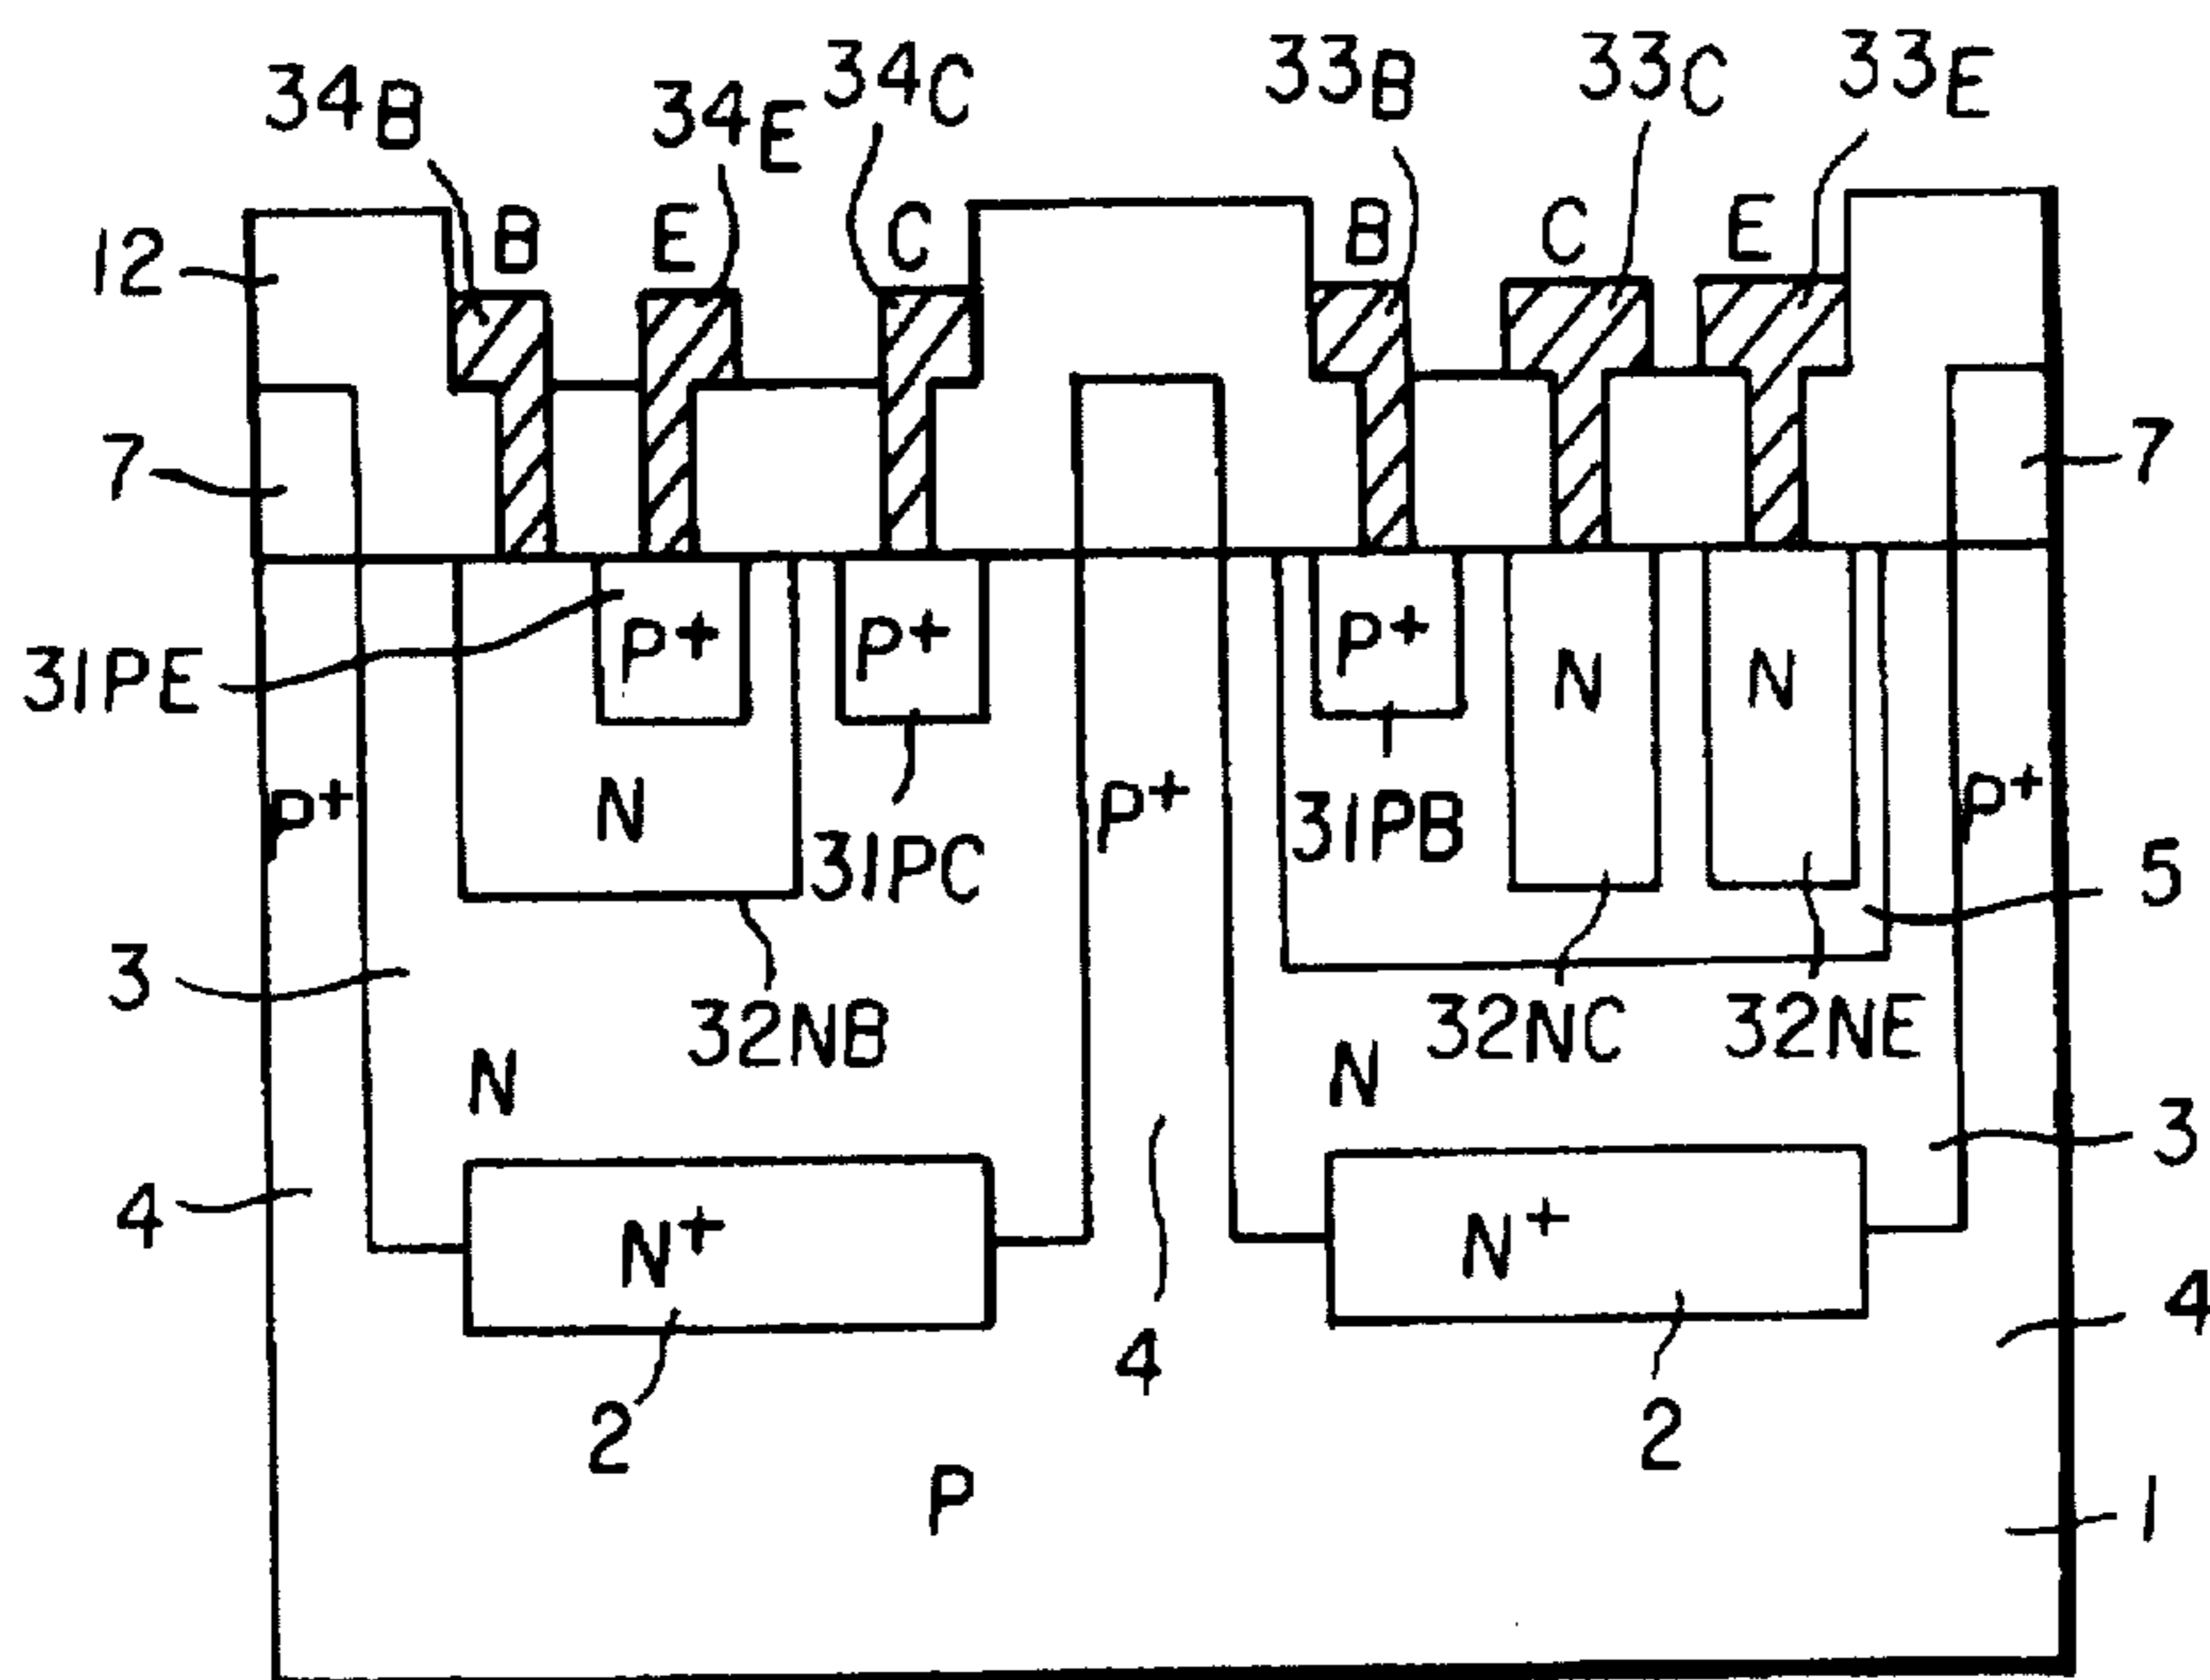 34B 34E 34C 33B 33C 33E
12 B E C B C E
7 7
31PE P+ P+ P+ N N
P+ N 31PC P+ 31PB P+ 5
3 32NB 32NC 32NE
N N 3
4 N+ N+ 4
2 4 2
P 1